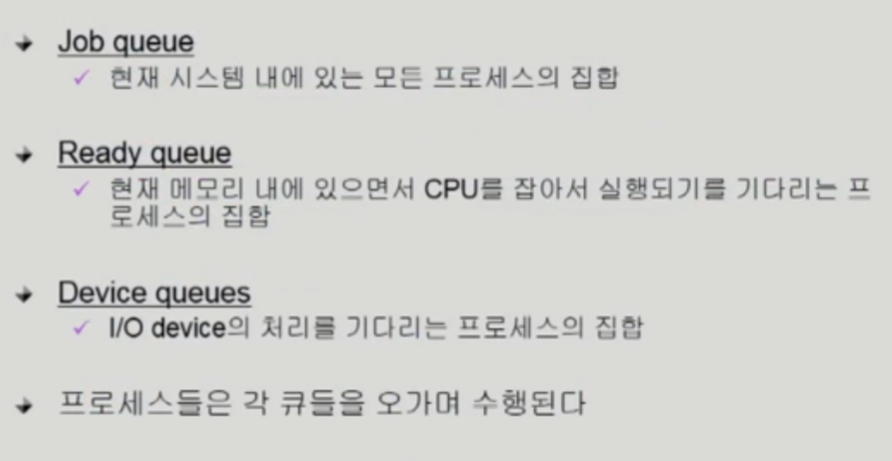 Job queue
현재 시스템 내에 있는 모든 프로세스의 집합
Ready queue
현재 메모리 내에 있으면서 CPU를 잡아서 실행되기를 기다리는 프
로세스의 집합
Device queues
I/O device의 처리를 기다리는 프로세스의 집합
프로세스들은 각 큐들을 오가며 수행된다